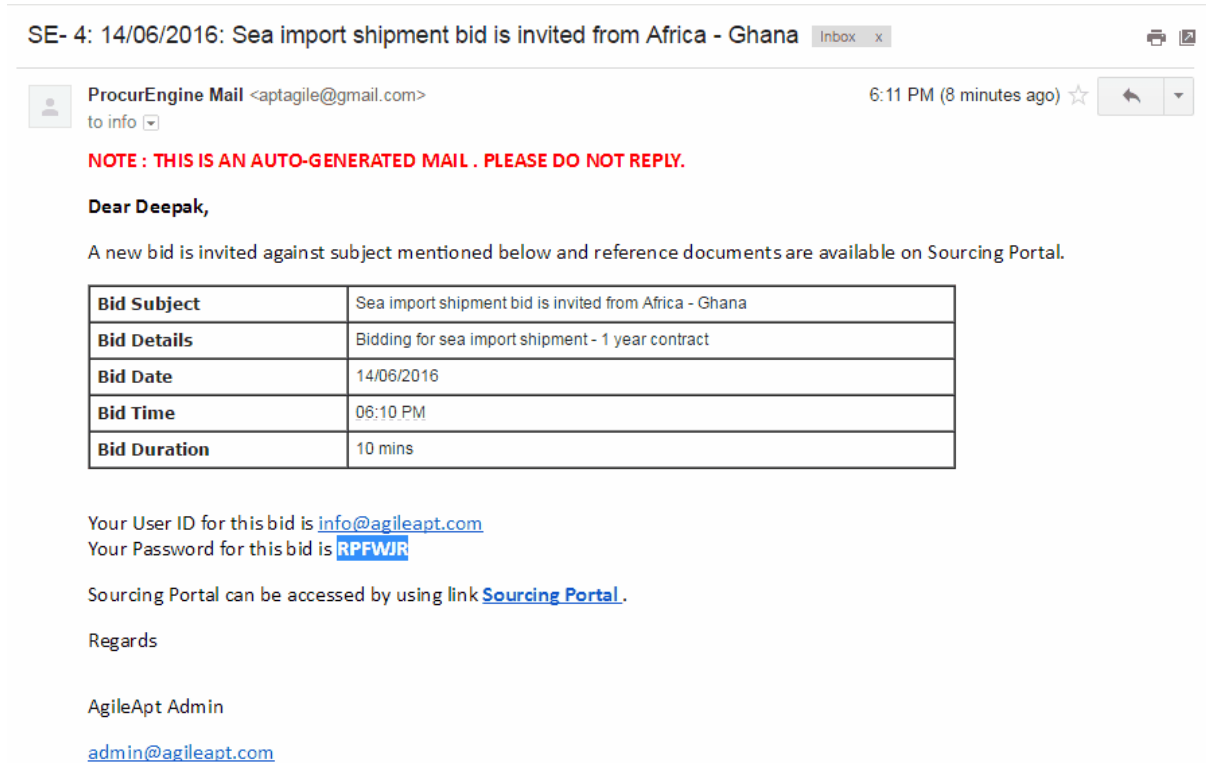 SE- 4: 14/06/2016: Sea import shipment bid is invited from Africa - Ghana Inbox x
ProcurEngine Mail <aptagile@gmail.com> 6:11 PM (8 minutes ago)
to info
NOTE : THIS IS AN AUTO-GENERATED MAIL . PLEASE DO NOT REPLY.
Dear Deepak,
A new bid is invited against subject mentioned below and reference documents are available on Sourcing Portal.
Bid Subject Sea import shipment bid is invited from Africa - Ghana
Bid Details Bidding for sea import shipment - 1 year contract
Bid Date 14/06/2016
Bid Time 06:10 PM
Bid Duration 10 mins
Your User ID for this bid is info@agileapt.com
Your Password for this bid is RPFWJR
Sourcing Portal can be accessed by using link Sourcing Portal .
Regards
AgileApt Admin
admin@agileapt.com